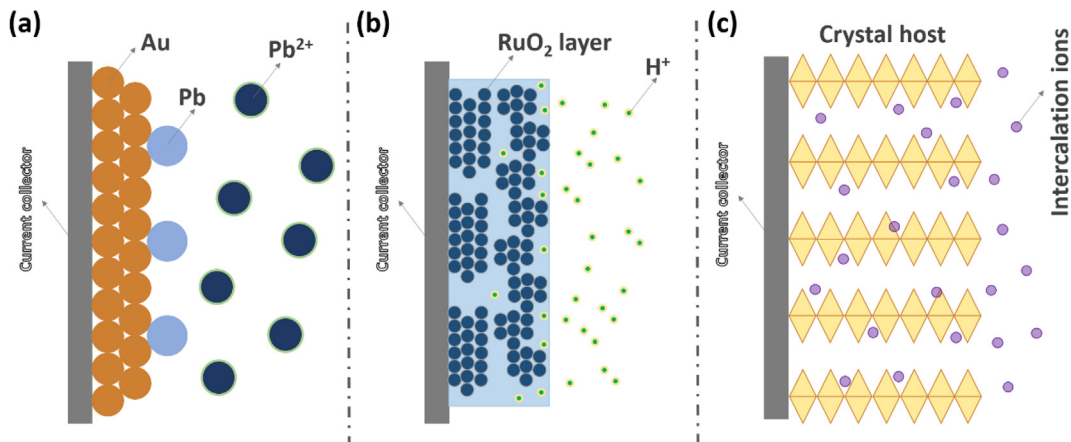 (a)
Au
Pb²⁺
Pb
Current collector
(b)
RuO₂ layer
H⁺
Current collector
(c)
Crystal host
Intercalation ions
Current collector